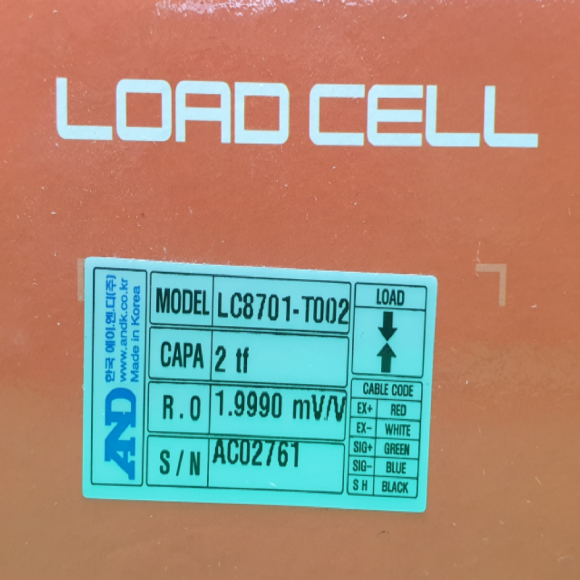 LOAD CELL
AND
한국 에이.엔.디(주)
www.andk.co.kr
Made in Korea
MODEL LC8701-T002
CAPA 2 tf
R.O 1.9990 mV/V
S/N AC02761
LOAD
CABLE CODE
EX+ RED
EX- WHITE
SIG+ GREEN
SIG- BLUE
SH BLACK